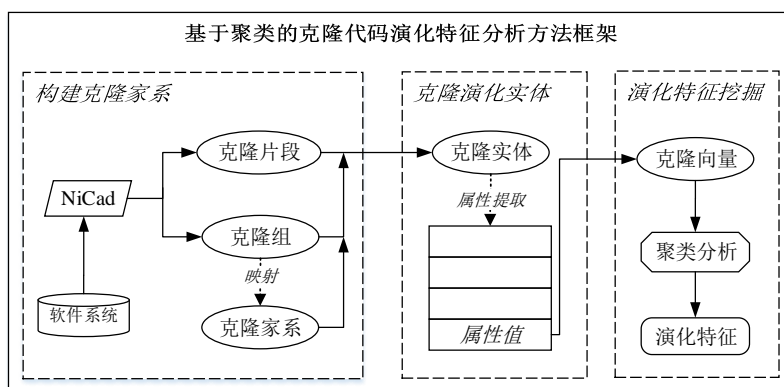 基于聚类的克隆代码演化特征分析方法框架
构建克隆家系
克隆片段
NiCad
克隆组
映射
软件系统
克隆家系
克隆演化实体
克隆实体
属性提取
属性值
演化特征挖掘
克隆向量
聚类分析
演化特征